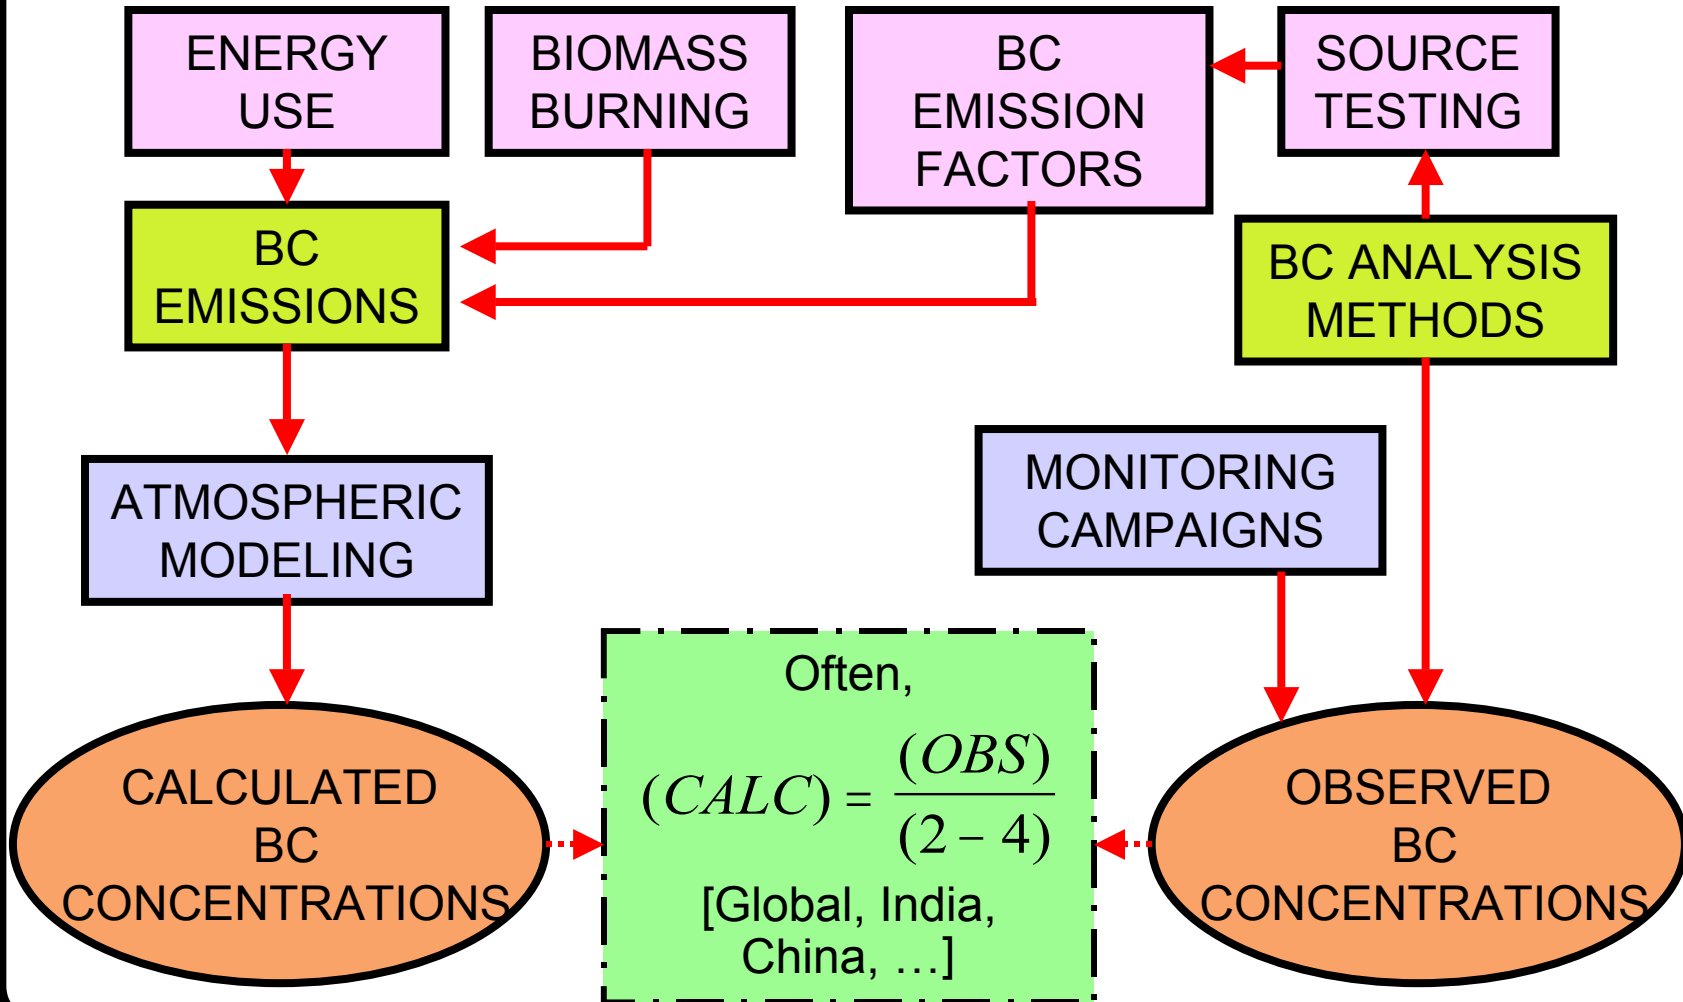 ENERGY
USE
BIOMASS
BURNING
BC
EMISSION
FACTORS
SOURCE
TESTING
BC
EMISSIONS
BC ANALYSIS
METHODS
ATMOSPHERIC
MODELING
MONITORING
CAMPAIGNS
Often,
(CALC) = (OBS)
(2 – 4)
[Global, India,
China, …]
CALCULATED
BC
CONCENTRATIONS
OBSERVED
BC
CONCENTRATIONS